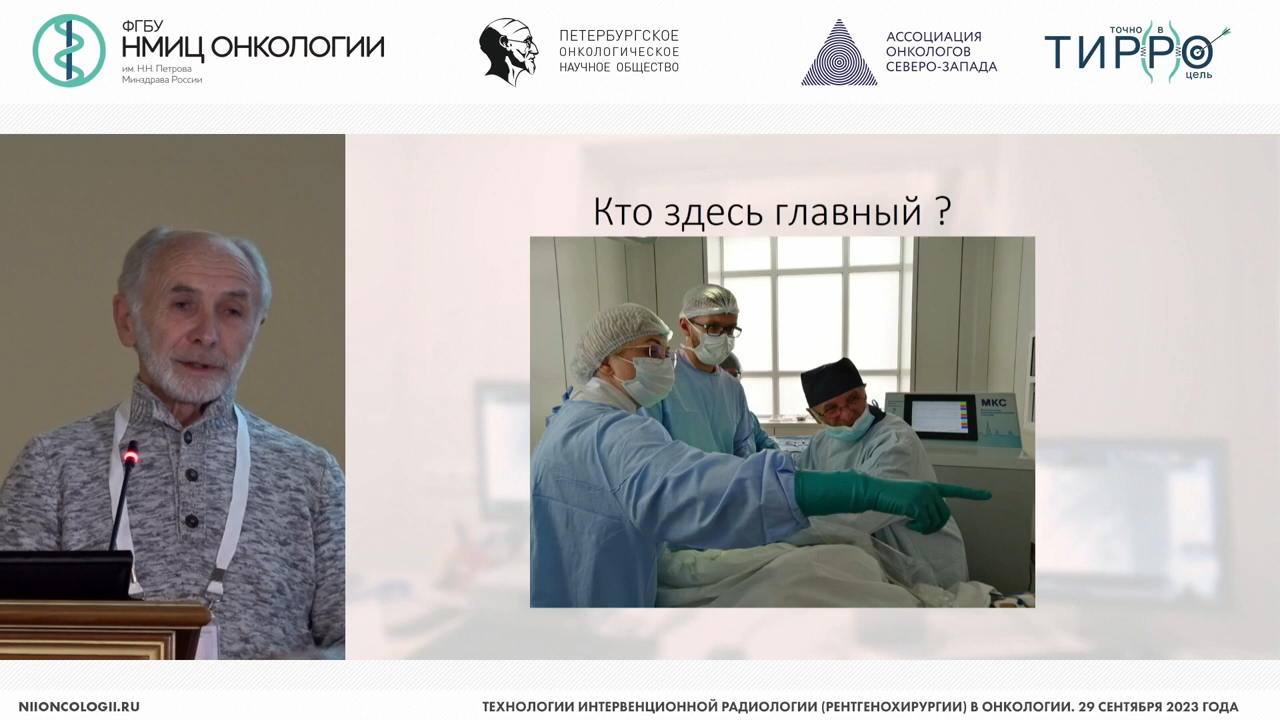 ФГБУ
НМИЦ ОНКОЛОГИИ
им. Н.Н. Петрова
Минздрава России
ПЕТЕРБУРГСКОЕ
ОНКОЛОГИЧЕСКОЕ
НАУЧНОЕ ОБЩЕСТВО
АССОЦИАЦИЯ
ОНКОЛОГОВ
СЕВЕРО-ЗАПАДА
ТОЧНО В
ТИРРО
цель
Кто здесь главный ?
МКС
NIIONCOLOGII.RU
ТЕХНОЛОГИИ ИНТЕРВЕНЦИОННОЙ РАДИОЛОГИИ (РЕНТГЕНОХИРУРГИИ) В ОНКОЛОГИИ. 29 СЕНТЯБРЯ 2023 ГОДА